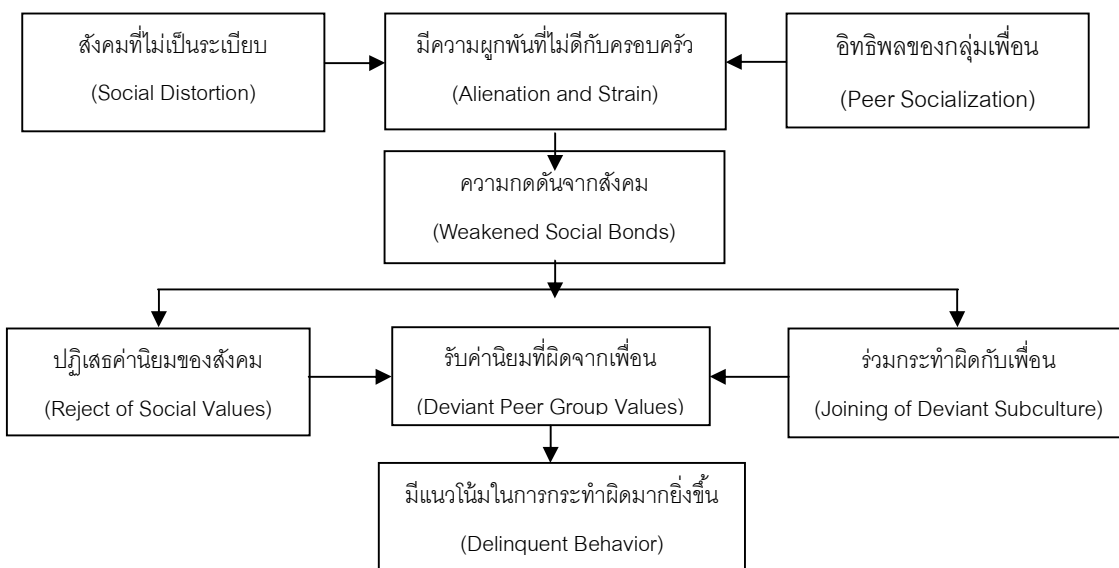 สังคมที่ไม่เป็นระเบียบ
(Social Distortion)
มีความผูกพันที่ไม่ดีกับครอบครัว
(Alienation and Strain)
อิทธิพลของกลุ่มเพื่อน
(Peer Socialization)
ความกดดันจากสังคม
(Weakened Social Bonds)
ปฏิเสธค่านิยมของสังคม
(Reject of Social Values)
รับค่านิยมที่ผิดจากเพื่อน
(Deviant Peer Group Values)
ร่วมกระทำผิดกับเพื่อน
(Joining of Deviant Subculture)
มีแนวโน้มในการกระทำผิดมากยิ่งขึ้น
(Delinquent Behavior)